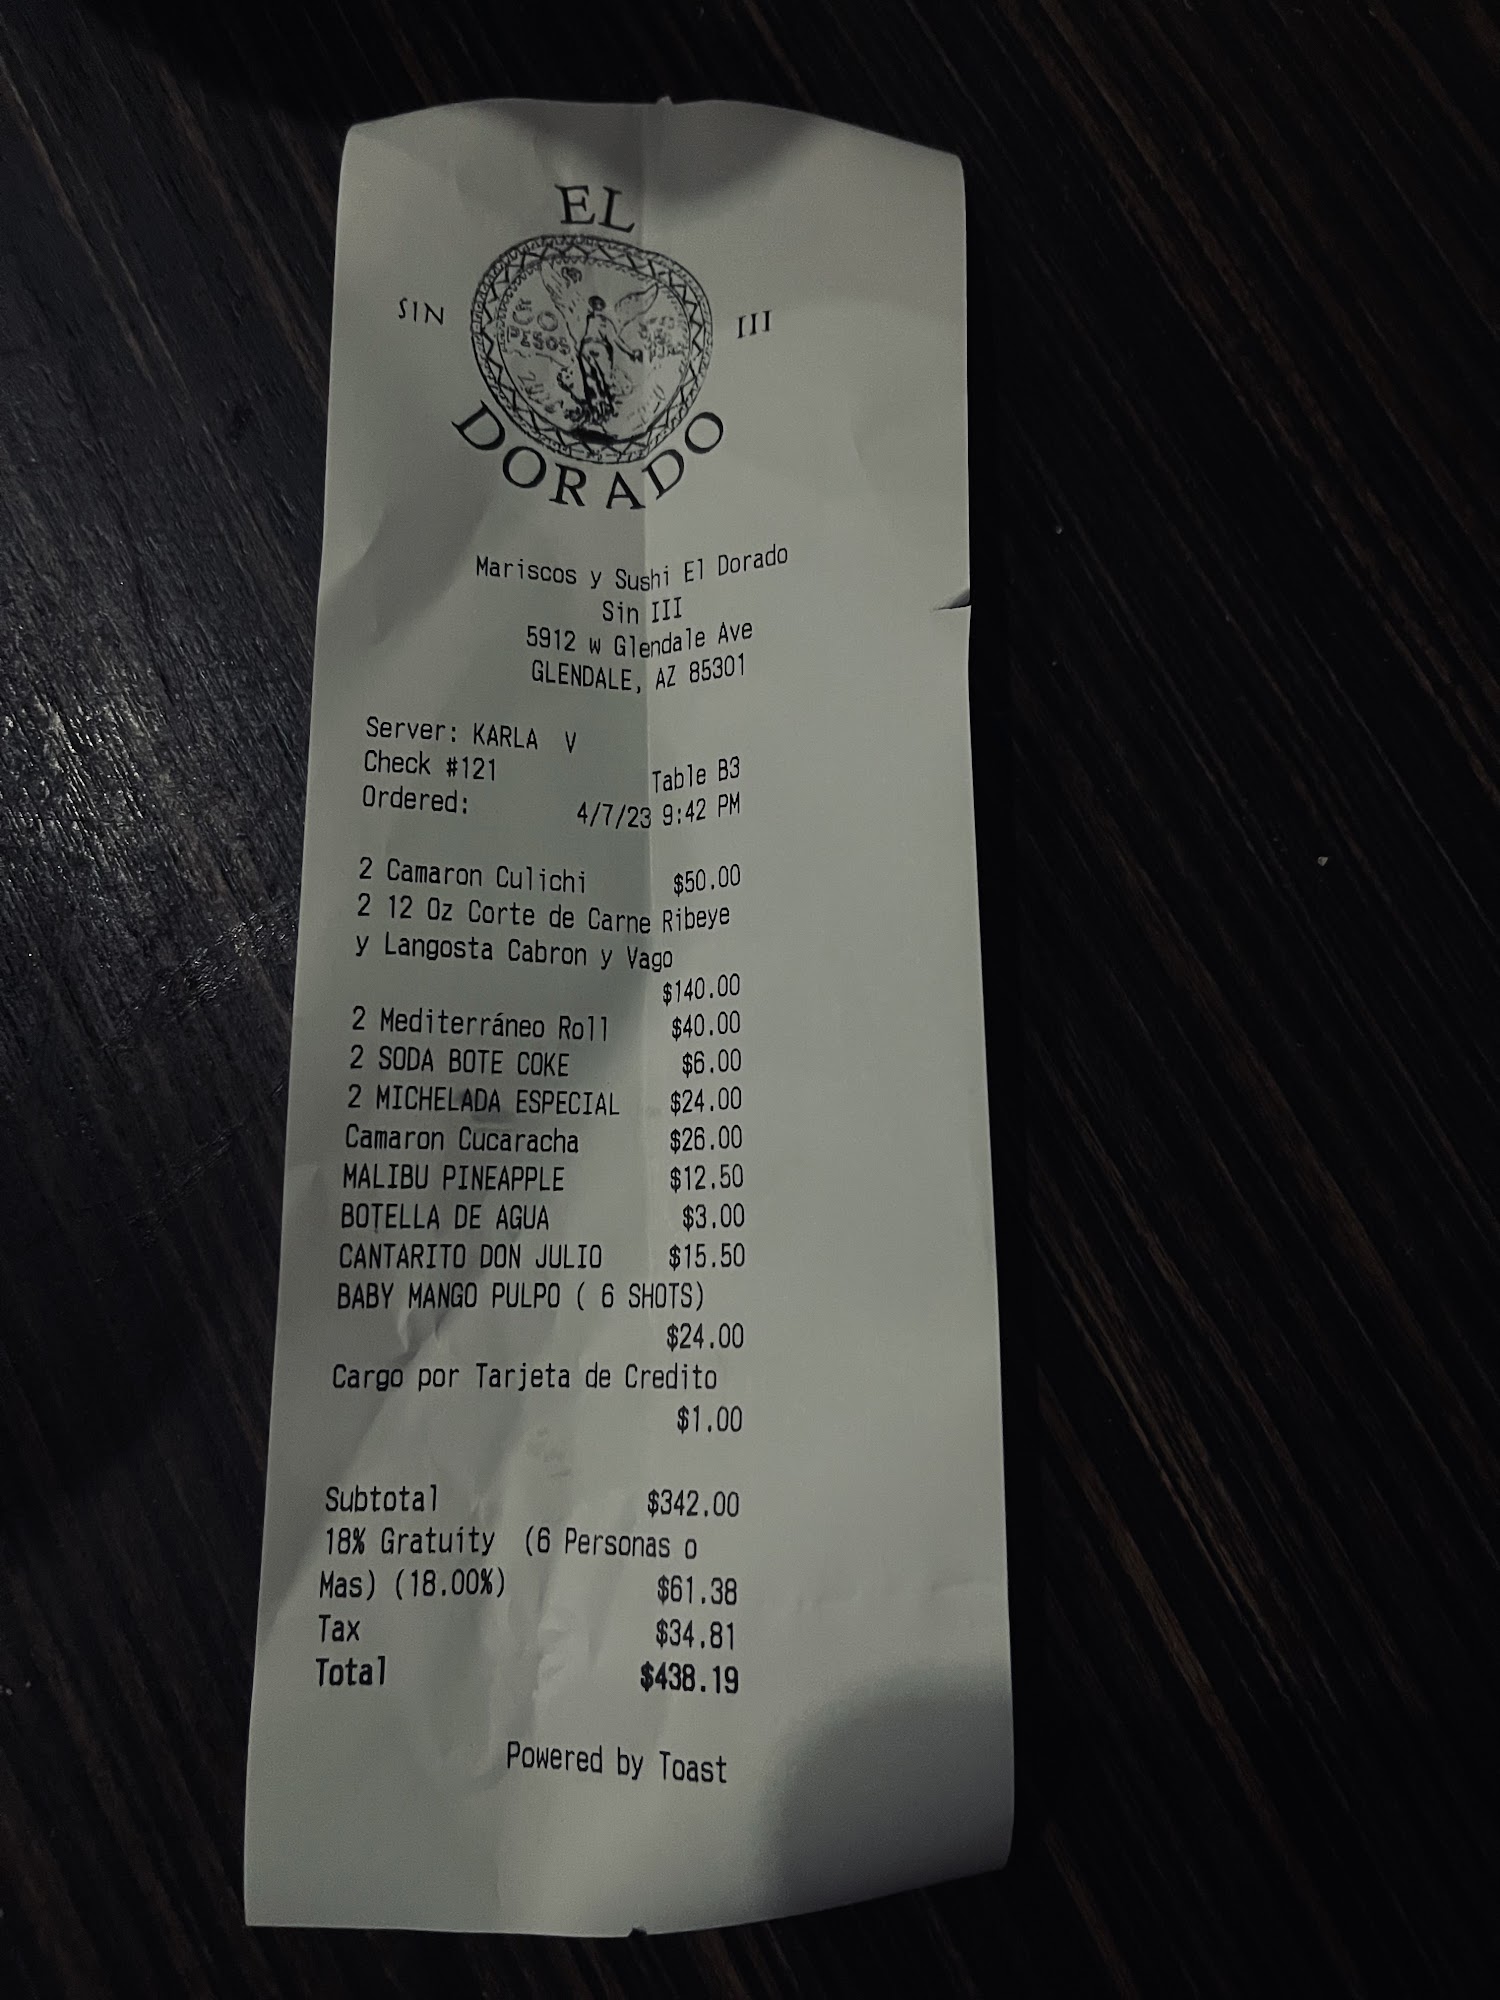 EL
SIN III
DORADO
Mariscos y Sushi El Dorado
Sin III
5912 w Glendale Ave
GLENDALE, AZ 85301
Server: KARLA V
Check #121 Table B3
Ordered: 4/7/23 9:42 PM
2 Camaron Culichi $50.00
2 12 Oz Corte de Carne Ribeye
y Langosta Cabron y Vago
$140.00
2 Mediterráneo Roll $40.00
2 SODA BOTE COKE $6.00
2 MICHELADA ESPECIAL $24.00
Camaron Cucaracha $26.00
MALIBU PINEAPPLE $12.50
BOTELLA DE AGUA $3.00
CANTARITO DON JULIO $15.50
BABY MANGO PULPO ( 6 SHOTS)
$24.00
Cargo por Tarjeta de Credito
$1.00
Subtotal $342.00
18% Gratuity (6 Personas o
Mas) (18.00%) $61.38
Tax $34.81
Total $438.19
Powered by Toast